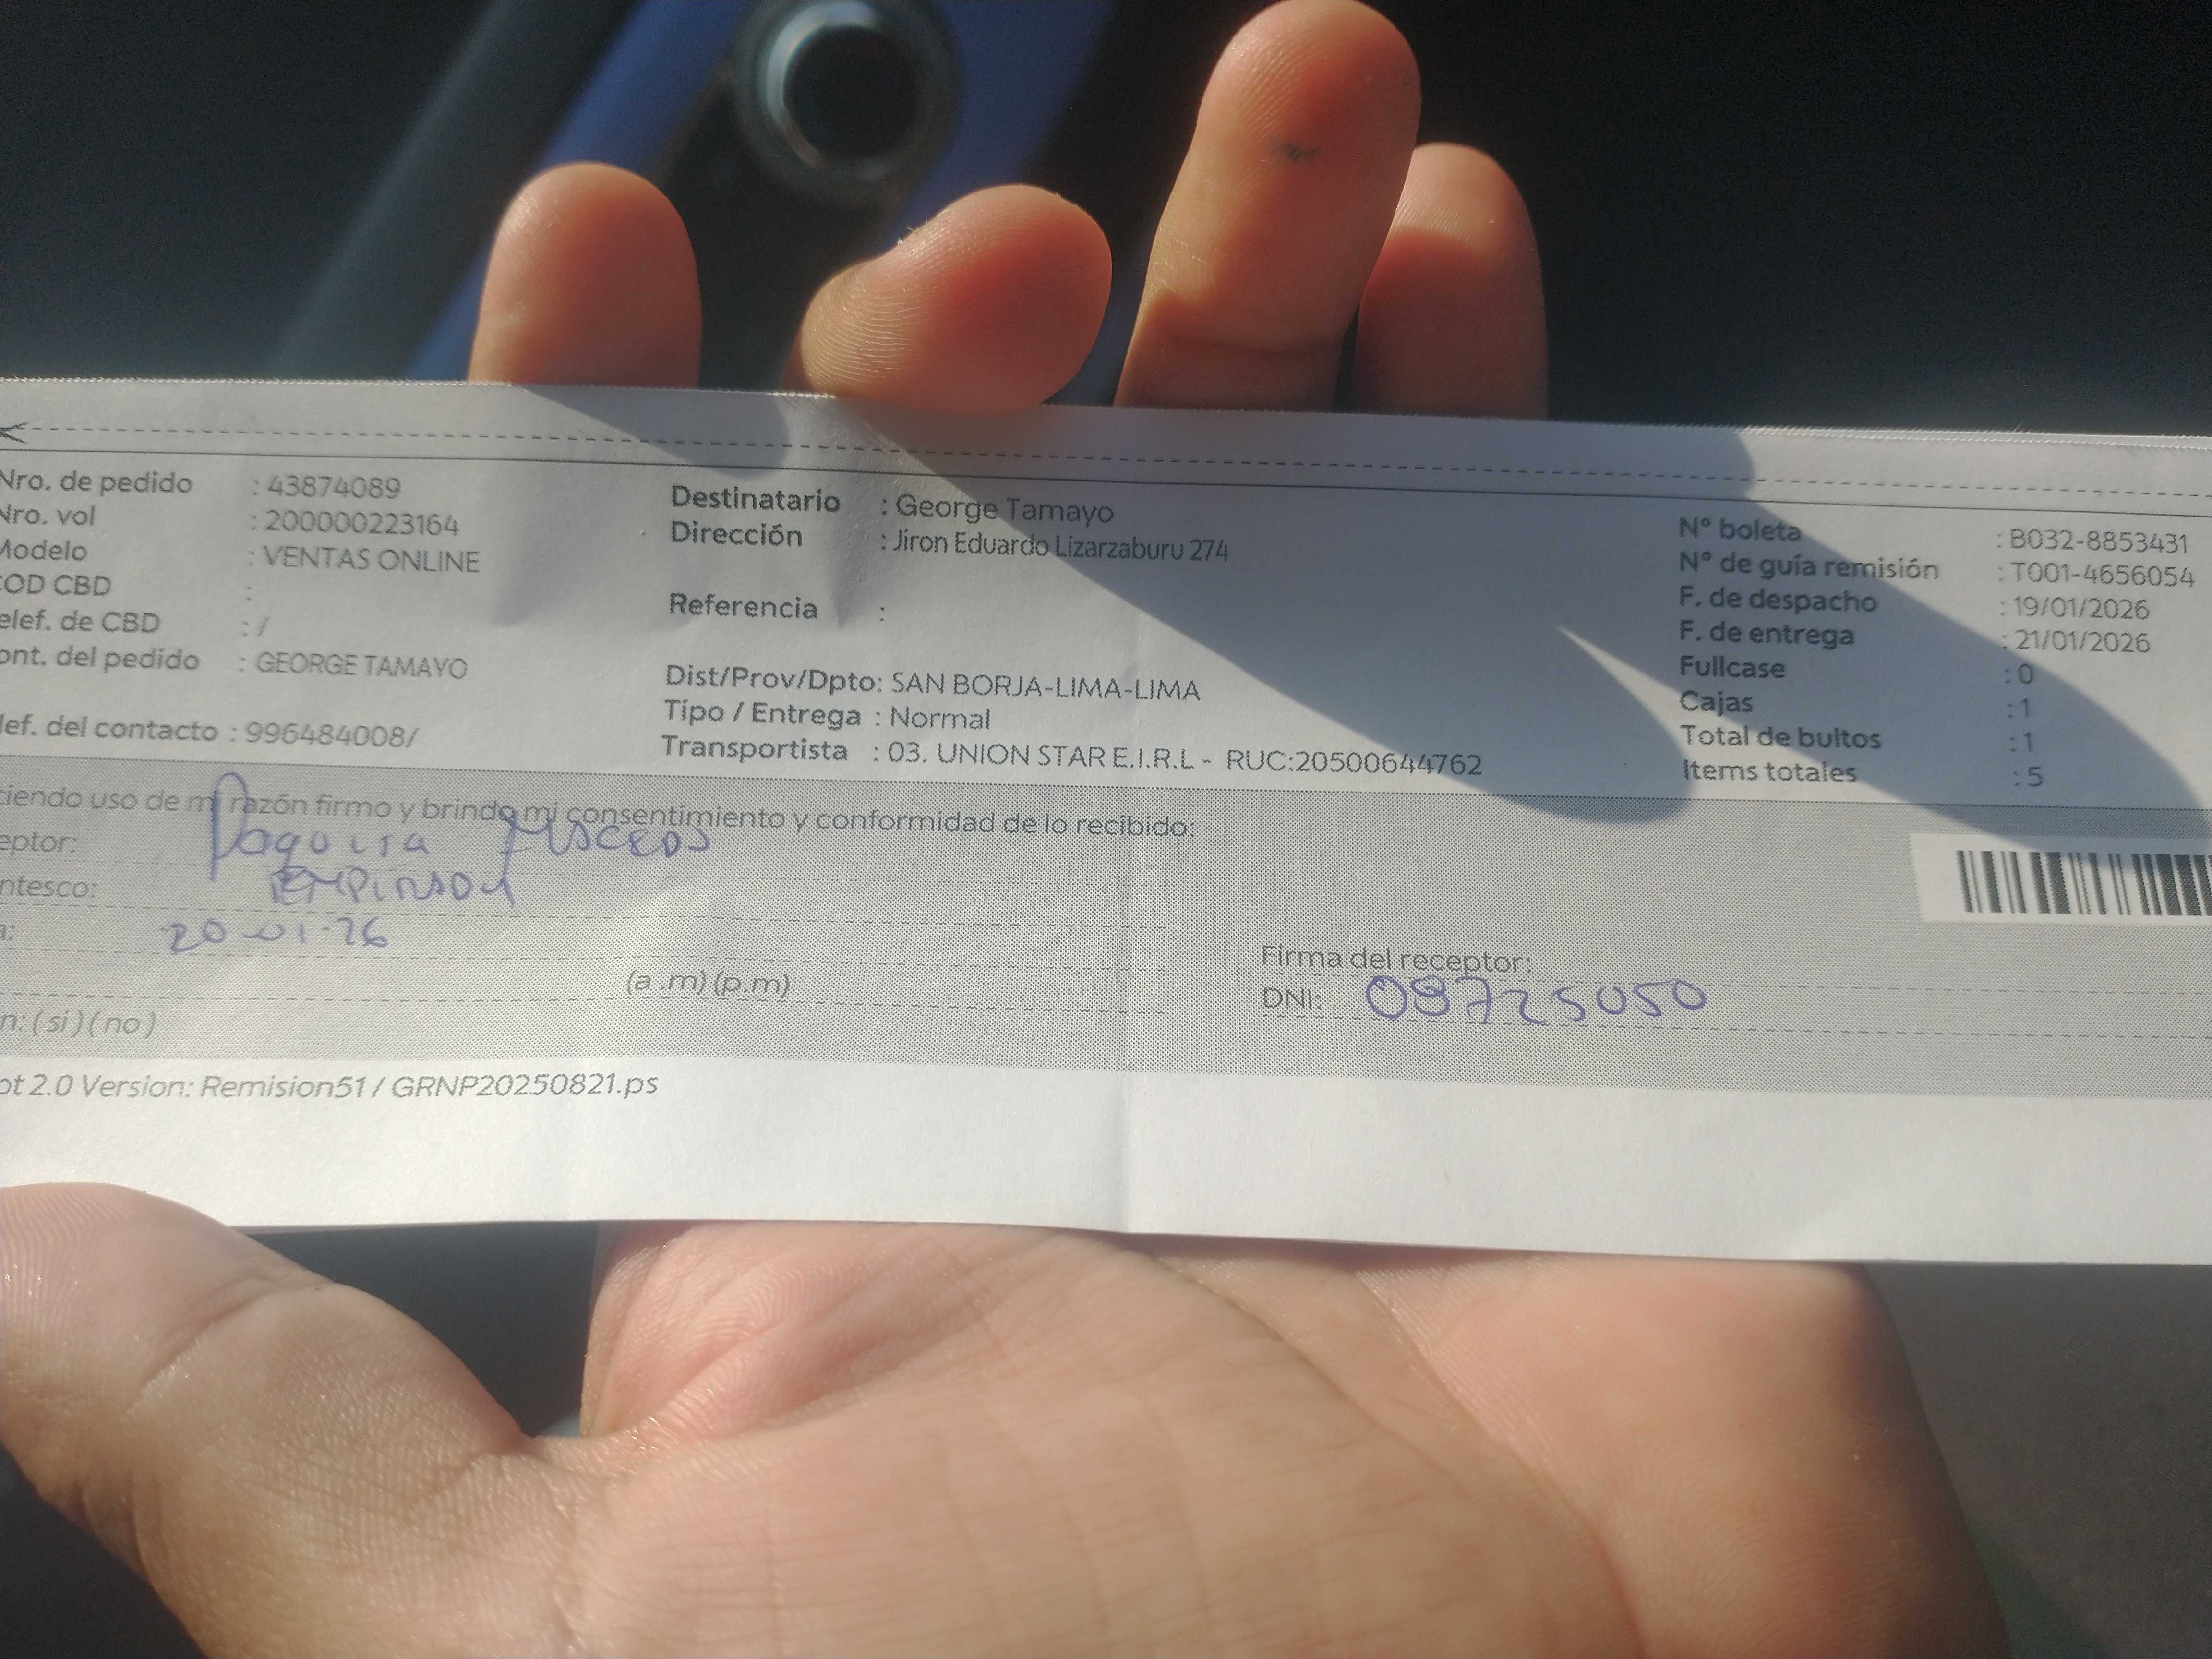 Nro. de pedido : 43874089
Nro. vol : 200000223164
Modelo : VENTAS ONLINE
COD CBD :
elef. de CBD : /
ont. del pedido : GEORGE TAMAYO
lef. del contacto : 996484008/
Destinatario : George Tamayo
Dirección : Jiron Eduardo Lizarzaburu 274
Referencia :
Dist/Prov/Dpto: SAN BORJA-LIMA-LIMA
Tipo / Entrega : Normal
Transportista : 03. UNION STAR E.I.R.L - RUC:20500644762
N° boleta : B032-8853431
N° de guía remisión : T001-4656054
F. de despacho : 19/01/2026
F. de entrega : 21/01/2026
Fullcase : 0
Cajas : 1
Total de bultos : 1
Items totales : 5
ciendo uso de mi razón firmo y brindo mi consentimiento y conformidad de lo recibido:
eptor:
ntesco:
a: 20-01-26
(a .m) (p.m)
n: ( si ) ( no )
Firma del receptor:
DNI: 09725050
ot 2.0 Version: Remision51 / GRNP20250821.ps